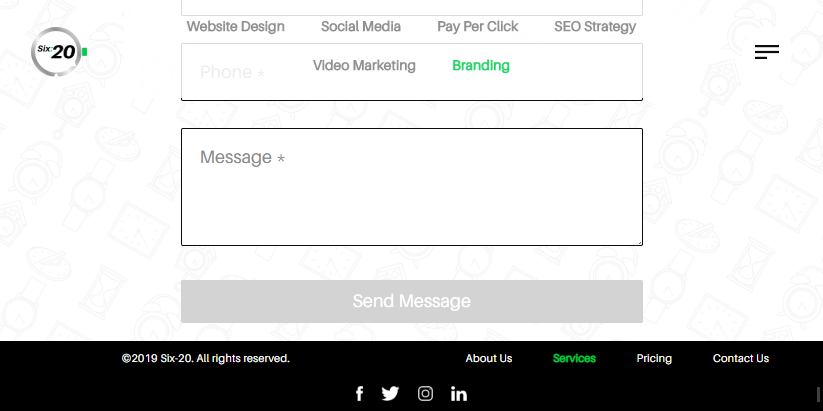 Website Design Social Media Pay Per Click SEO Strategy
Six-20
Video Marketing Branding
Phone *
Message *
Send Message
©2019 Six-20. All rights reserved. About Us Services Pricing Contact Us